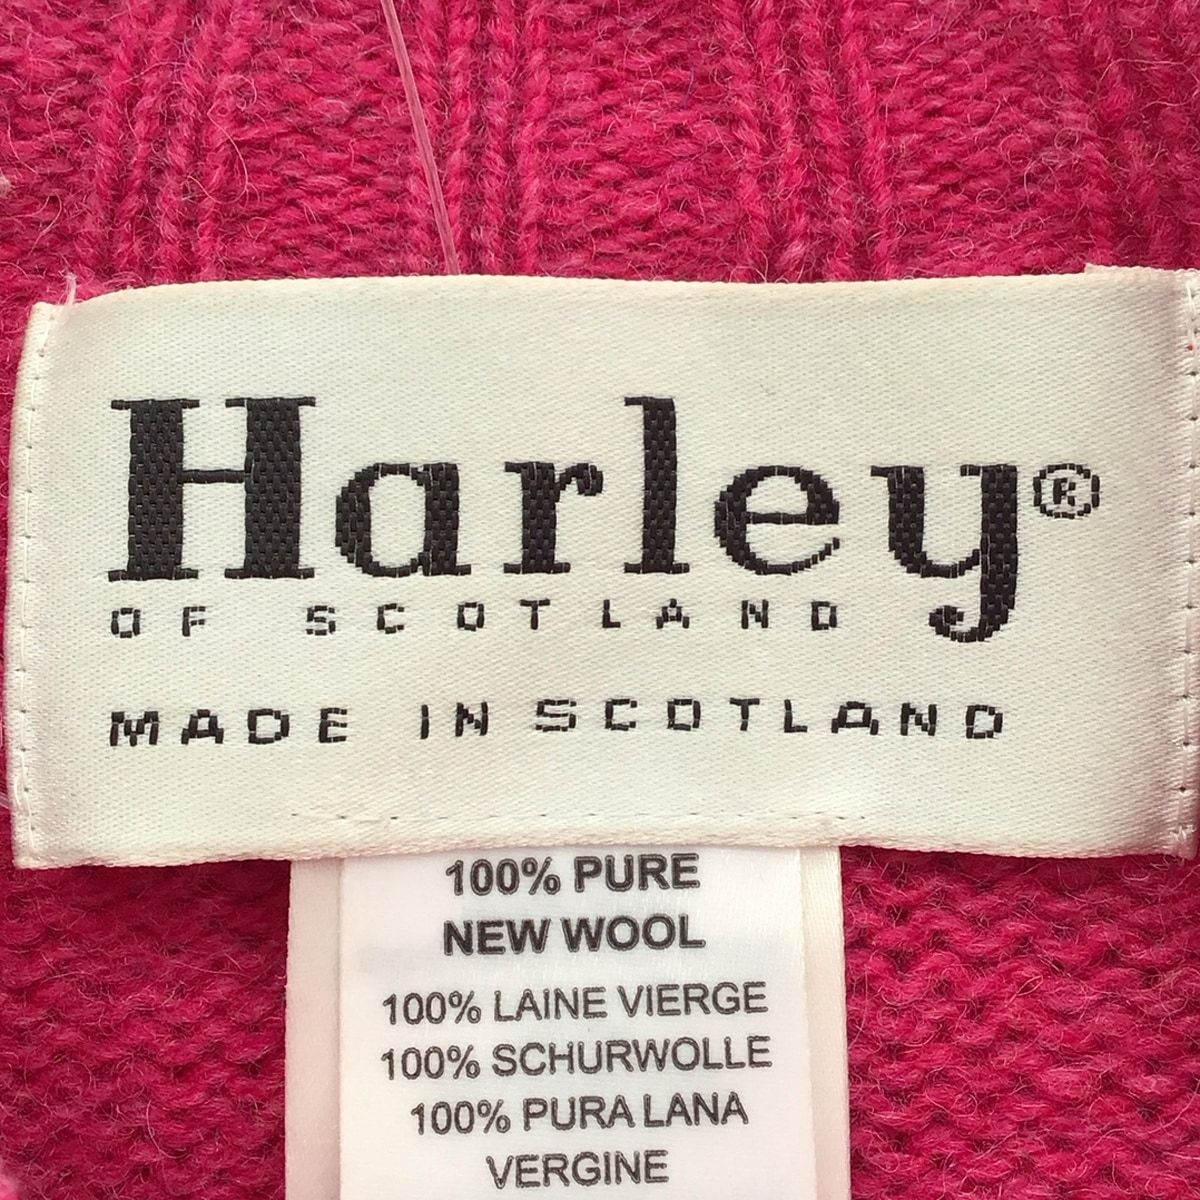 Harley®
OF SCOTLAND
MADE IN SCOTLAND
100% PURE
NEW WOOL
100% LAINE VIERGE
100% SCHURWOLLE
100% PURA LANA
VERGINE